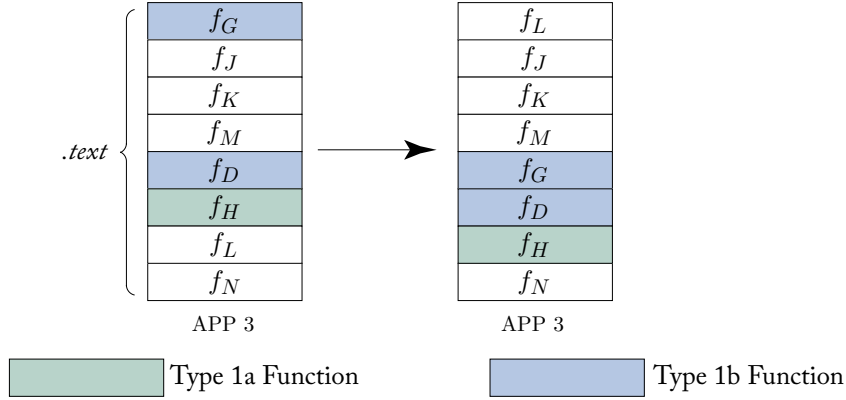 f_G
f_J
f_K
f_M
f_D
f_H
f_L
f_N
.text
APP 3
f_L
f_J
f_K
f_M
f_G
f_D
f_H
f_N
APP 3
Type 1a Function
Type 1b Function